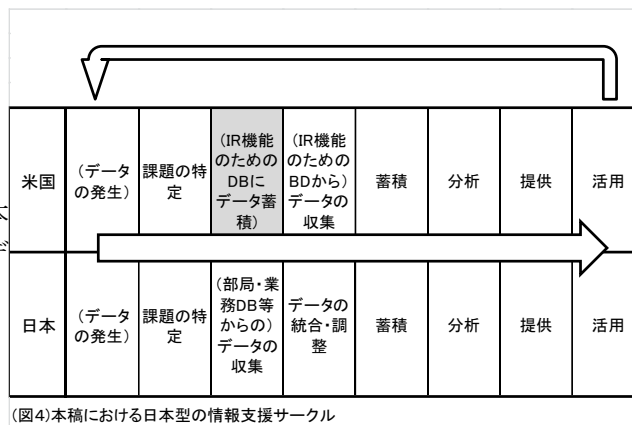 米国
(データ
の発生)
課題の特
定
(IR機能
のための
DBに
データ蓄
積)
(IR機能
のための
BDから)
データの
収集
蓄積
分析
提供
活用
日本
(データ
の発生)
課題の特
定
(部局・業
務DB等
からの)
データの
収集
データの
統合・調
整
蓄積
分析
提供
活用
(図4)本稿における日本型の情報支援サークル